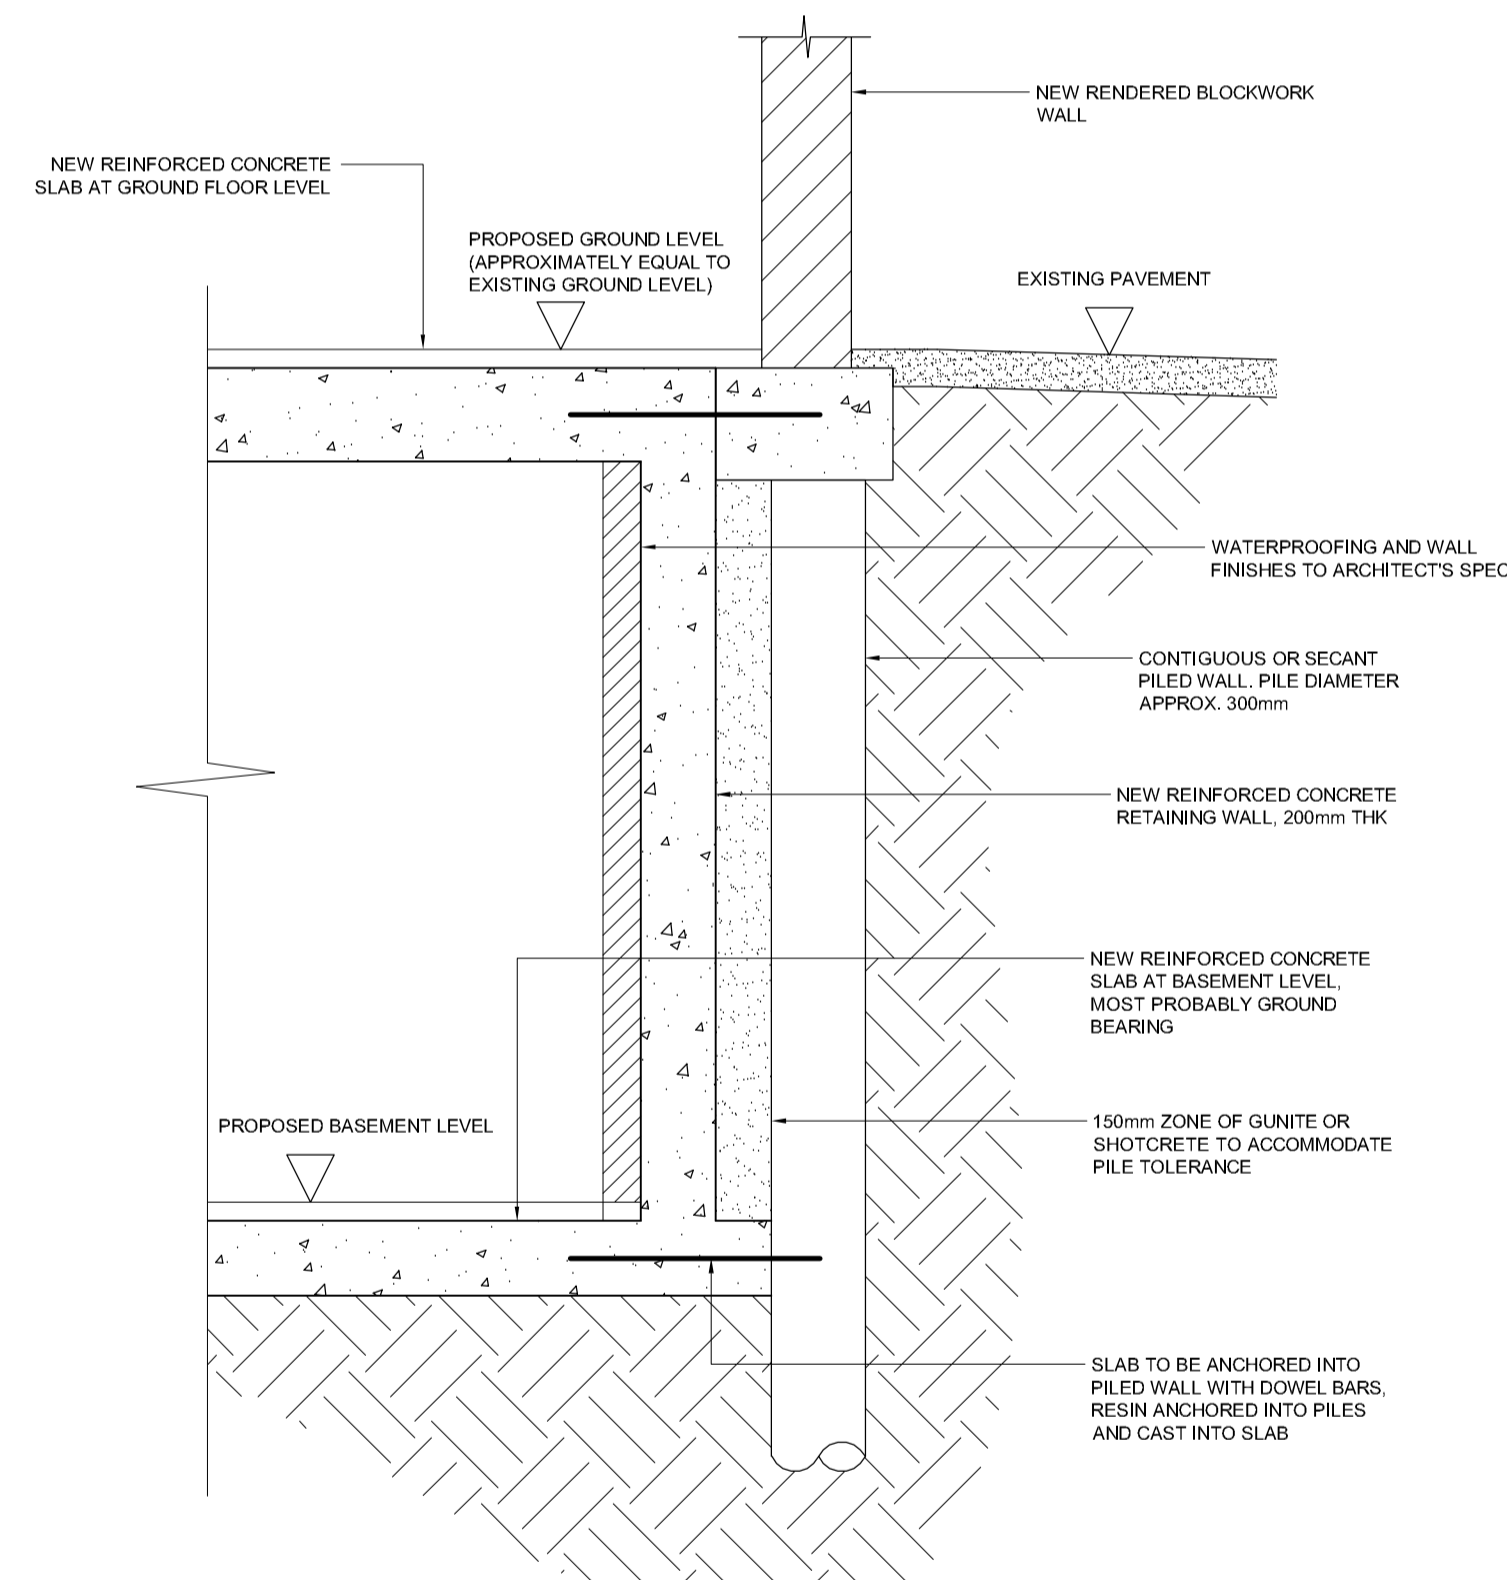 NEW RENDERED BLOCKWORK
WALL
NEW REINFORCED CONCRETE
SLAB AT GROUND FLOOR LEVEL
PROPOSED GROUND LEVEL
(APPROXIMATELY EQUAL TO
EXISTING GROUND LEVEL)
EXISTING PAVEMENT
WATERPROOFING AND WALL
FINISHES TO ARCHITECT'S SPEC
CONTIGUOUS OR SECANT
PILED WALL. PILE DIAMETER
APPROX. 300mm
NEW REINFORCED CONCRETE
RETAINING WALL, 200mm THK
NEW REINFORCED CONCRETE
SLAB AT BASEMENT LEVEL,
MOST PROBABLY GROUND
BEARING
PROPOSED BASEMENT LEVEL
150mm ZONE OF GUNITE OR
SHOTCRETE TO ACCOMMODATE
PILE TOLERANCE
SLAB TO BE ANCHORED INTO
PILED WALL WITH DOWEL BARS,
RESIN ANCHORED INTO PILES
AND CAST INTO SLAB